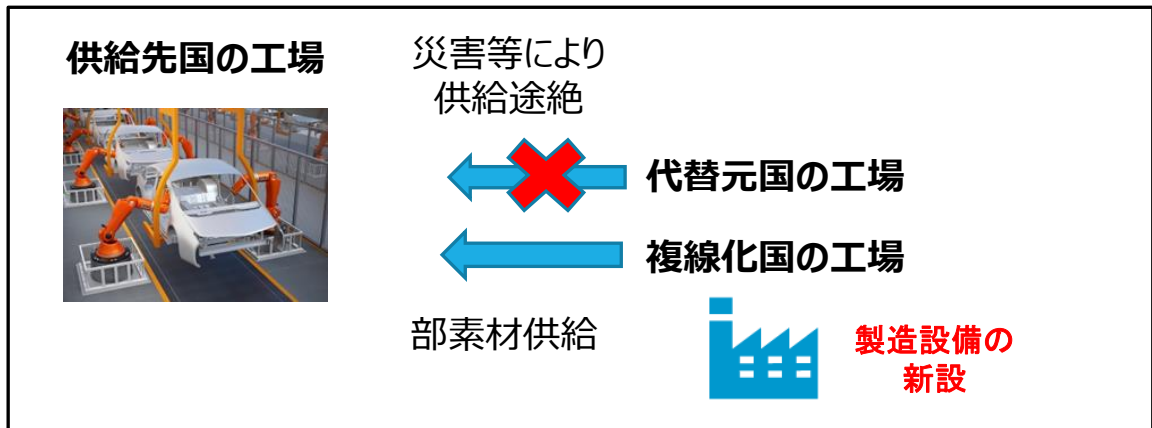 供給先国の工場
災害等により
供給途絶
代替元国の工場
複線化国の工場
部素材供給
製造設備の
新設